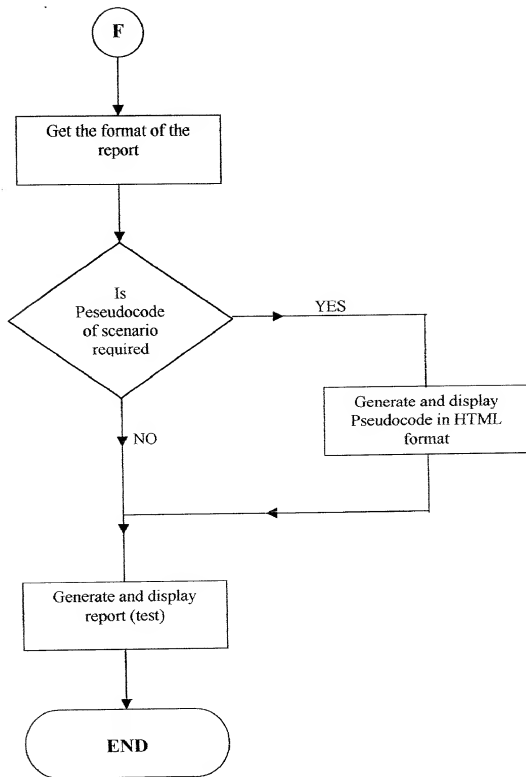 F
Get the format of the
report
Is
Peseudocode
of scenario
required
YES
Generate and display
Pseudocode in HTML
format
NO
Generate and display
report (test)
END